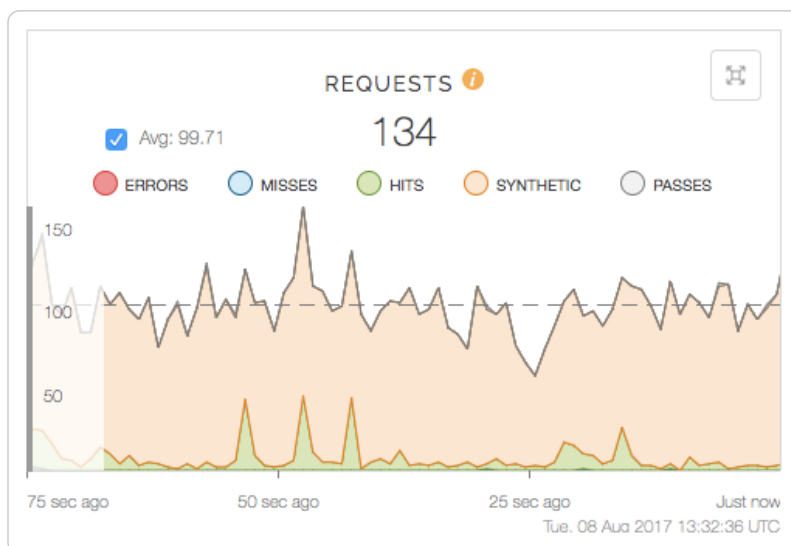 REQUESTS i
134
Avg: 99.71
ERRORS MISSES HITS SYNTHETIC PASSES
150
100
50
75 sec ago 50 sec ago 25 sec ago Just now
Tue, 08 Aug 2017 13:32:36 UTC